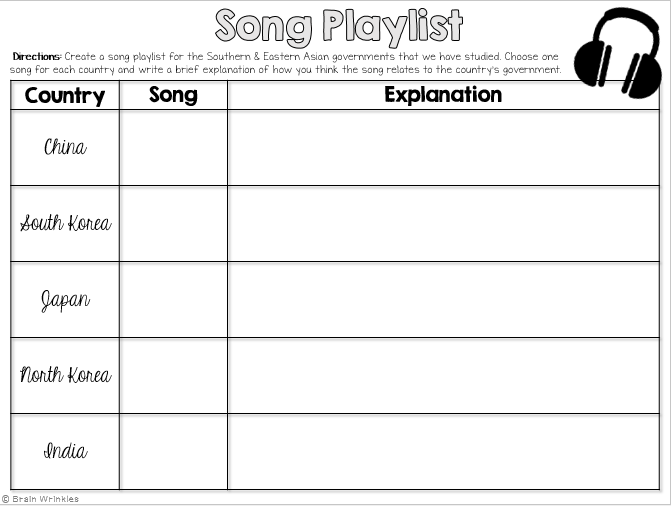 Song Playlist
Directions: Create a song playlist for the Southern & Eastern Asian governments that we have studied. Choose one
song for each country and write a brief explanation of how you think the song relates to the country's government.
Country Song Explanation
China
South Korea
Japan
North Korea
India
© Brain Wrinkles